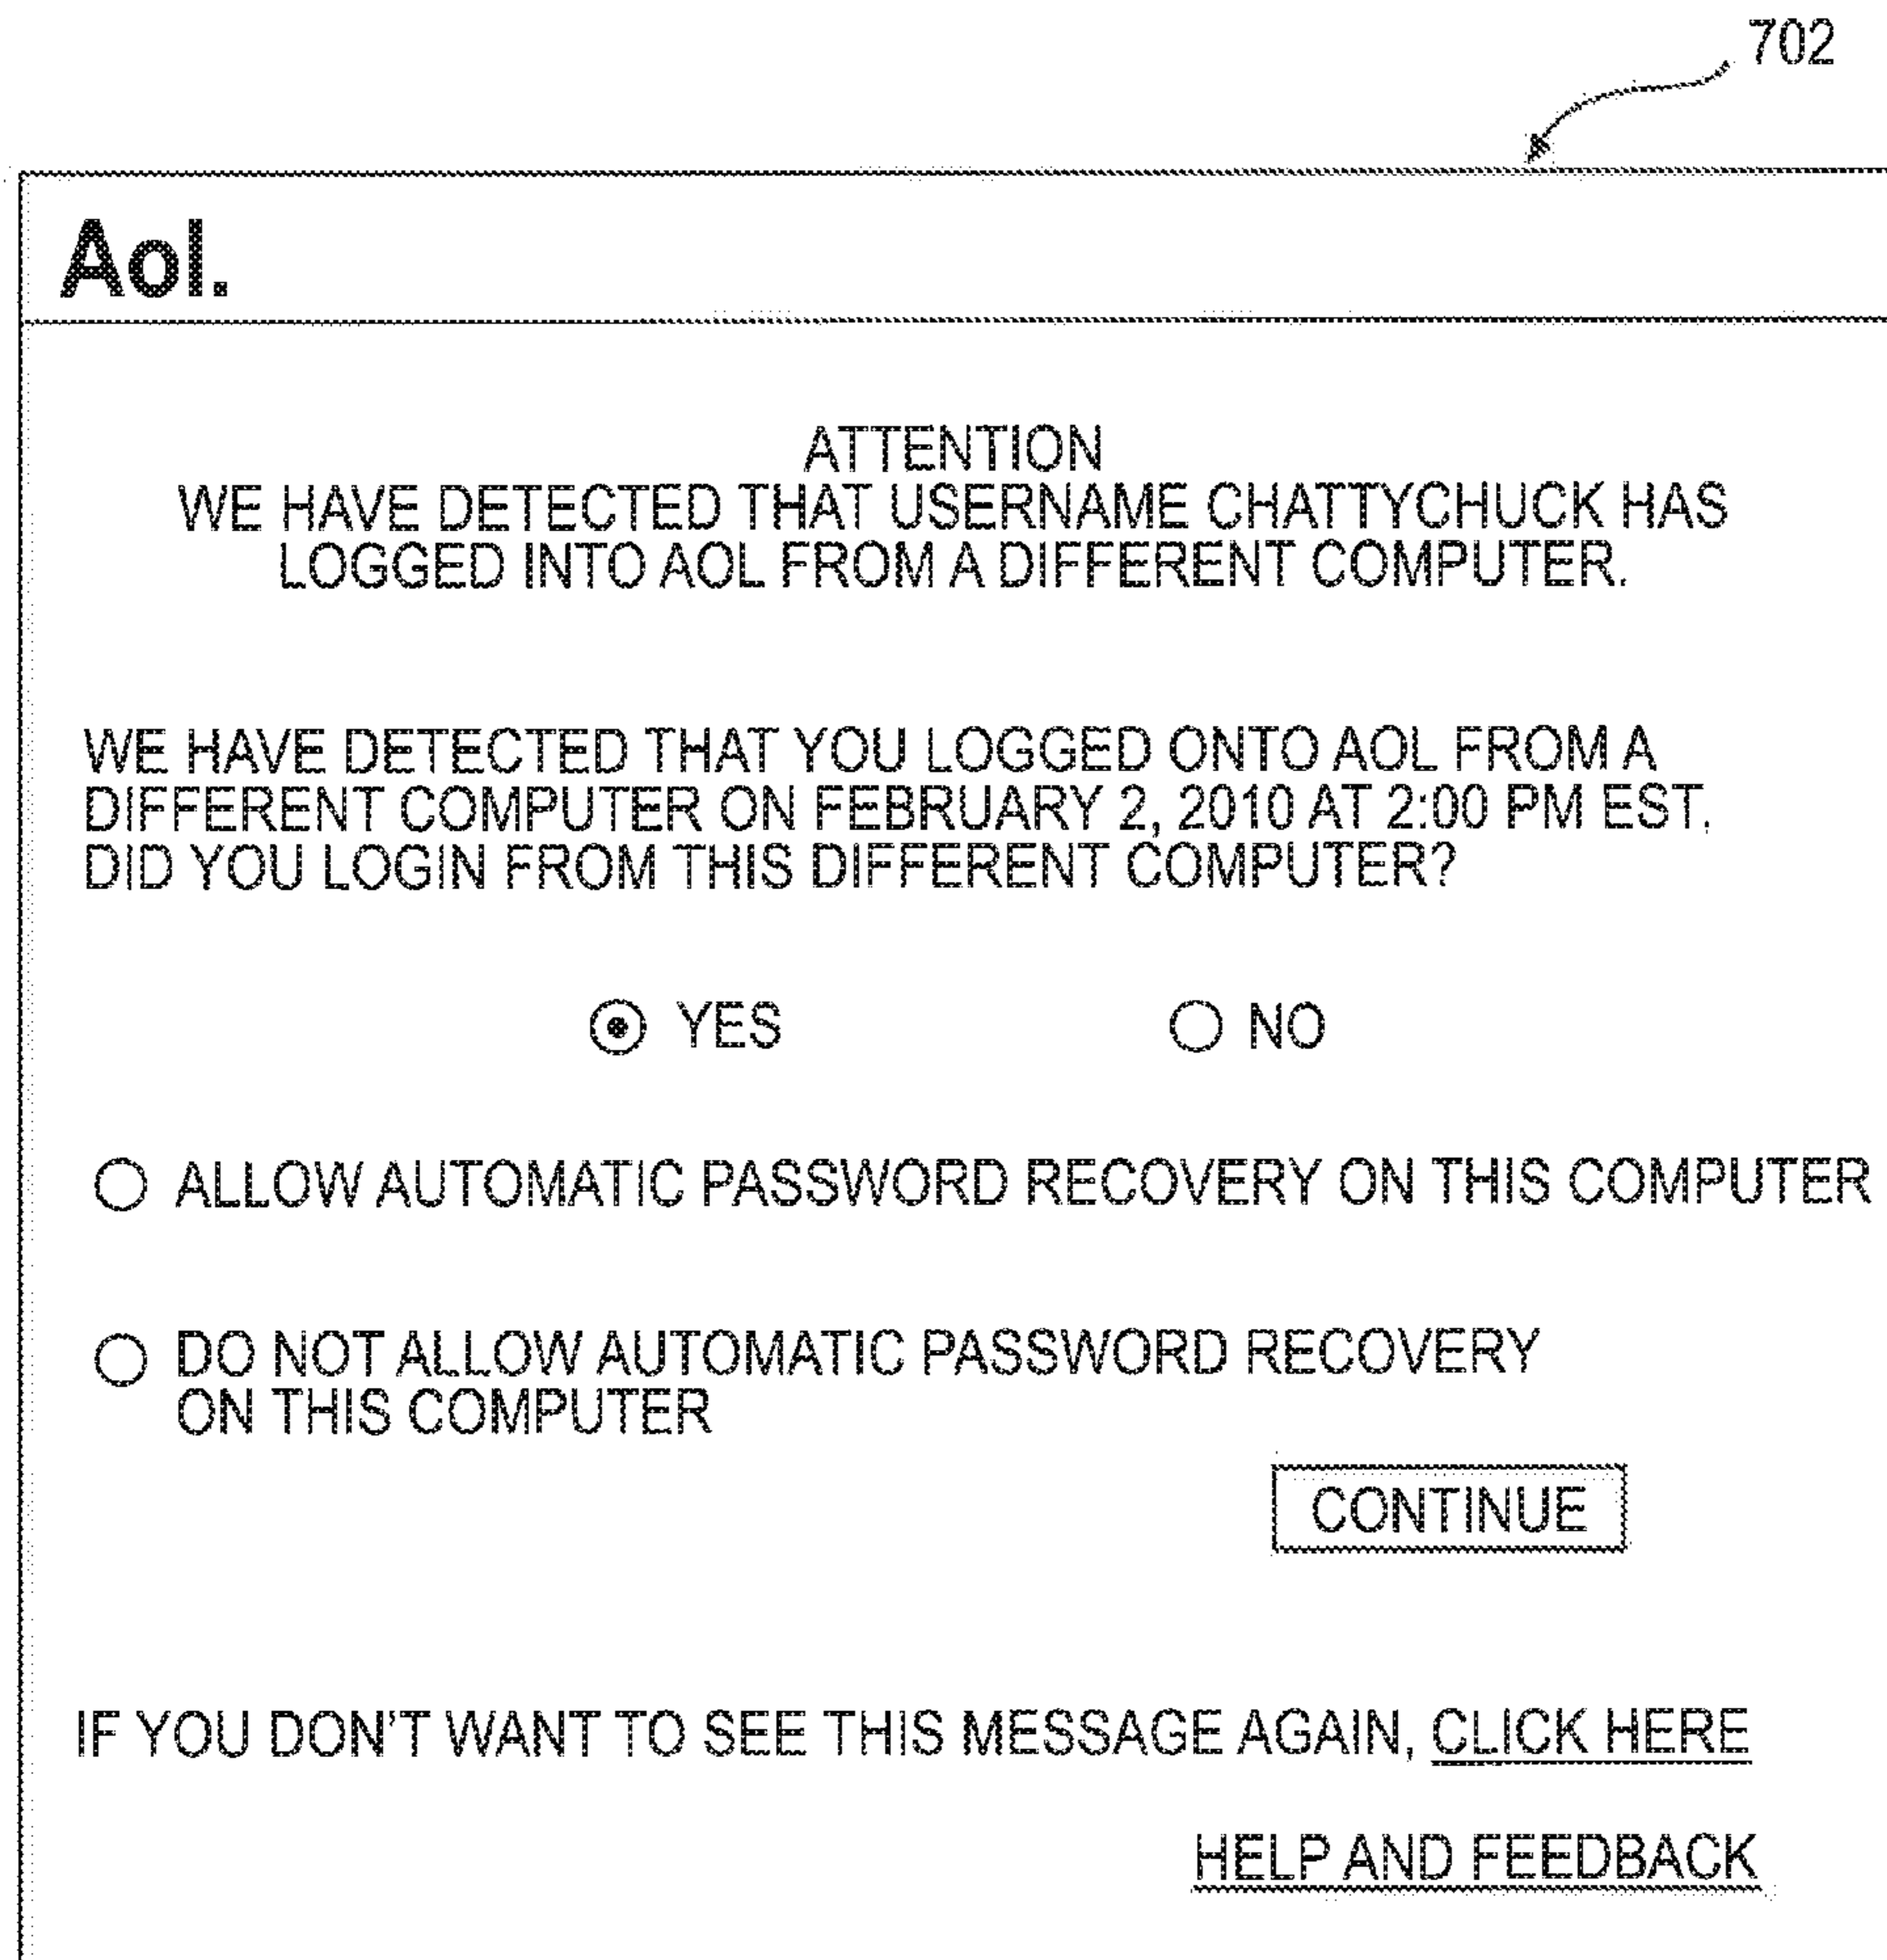 702
Aol.
ATTENTION
WE HAVE DETECTED THAT USERNAME CHATTYCHUCK HAS
LOGGED INTO AOL FROM A DIFFERENT COMPUTER.
WE HAVE DETECTED THAT YOU LOGGED ONTO AOL FROM A
DIFFERENT COMPUTER ON FEBRUARY 2, 2010 AT 2:00 PM EST.
DID YOU LOGIN FROM THIS DIFFERENT COMPUTER?
YES NO
ALLOW AUTOMATIC PASSWORD RECOVERY ON THIS COMPUTER
DO NOT ALLOW AUTOMATIC PASSWORD RECOVERY
ON THIS COMPUTER
CONTINUE
IF YOU DON'T WANT TO SEE THIS MESSAGE AGAIN, CLICK HERE
HELP AND FEEDBACK